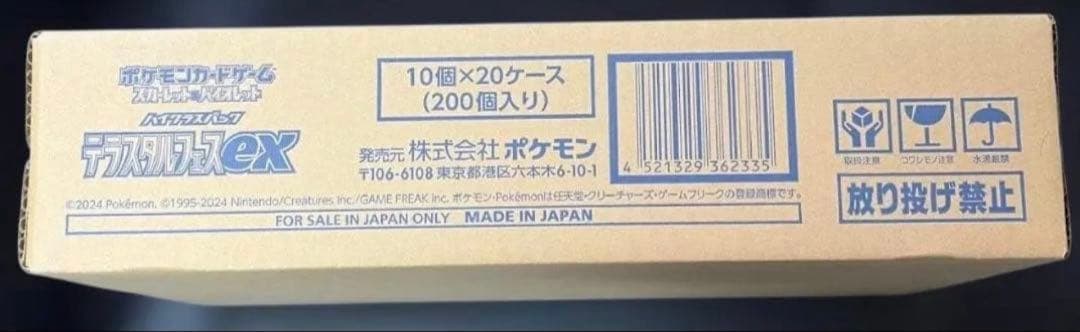 ポケモンカードゲーム
スカーレット&バイオレット
ハイクラスパック
テラスタルフェスex
10個×20ケース
(200個入り)
発売元 株式会社 ポケモン
〒106-6108 東京都港区六本木6-10-1
4 521329 362335
©2024 Pokémon. ©1995-2024 Nintendo/Creatures Inc./GAME FREAK inc. ポケモン・Pokémonは任天堂・クリーチャーズ・ゲームフリークの登録商標です。
FOR SALE IN JAPAN ONLY MADE IN JAPAN
取扱注意 コワレモノ注意 水濡厳禁
放り投げ禁止